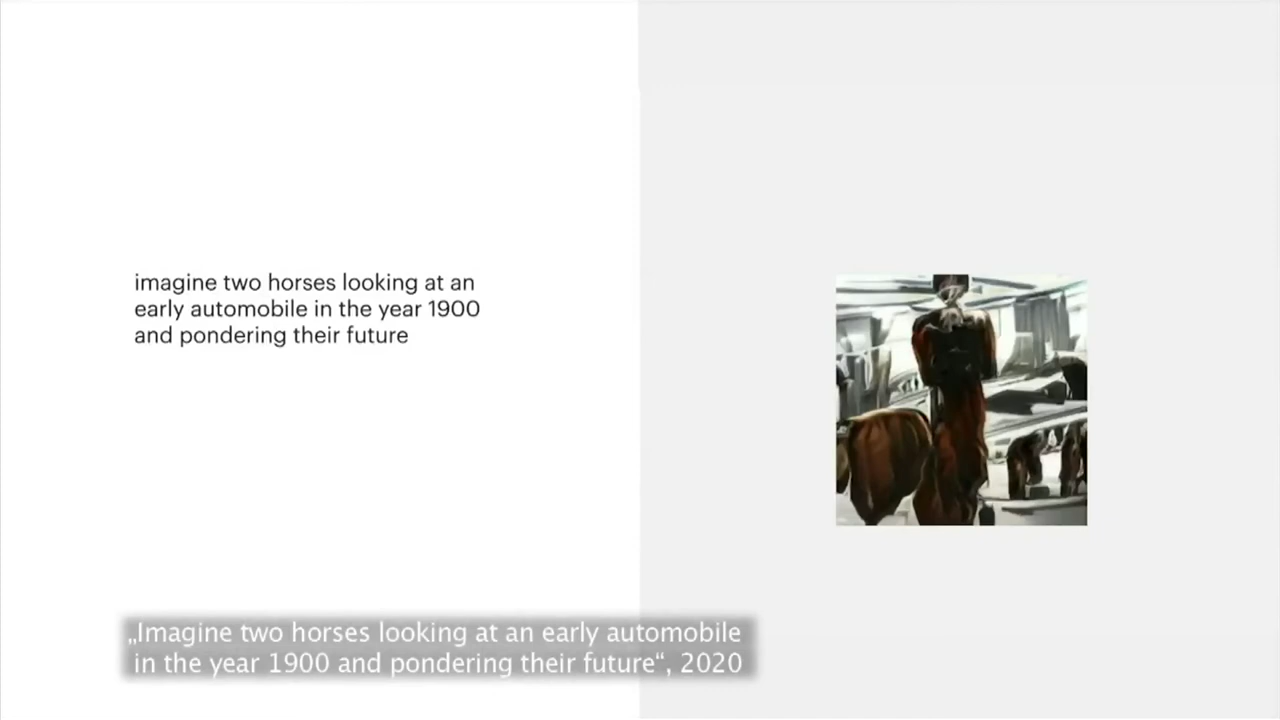 imagine two horses looking at an
early automobile in the year 1900
and pondering their future
„Imagine two horses looking at an early automobile
in the year 1900 and pondering their future“, 2020